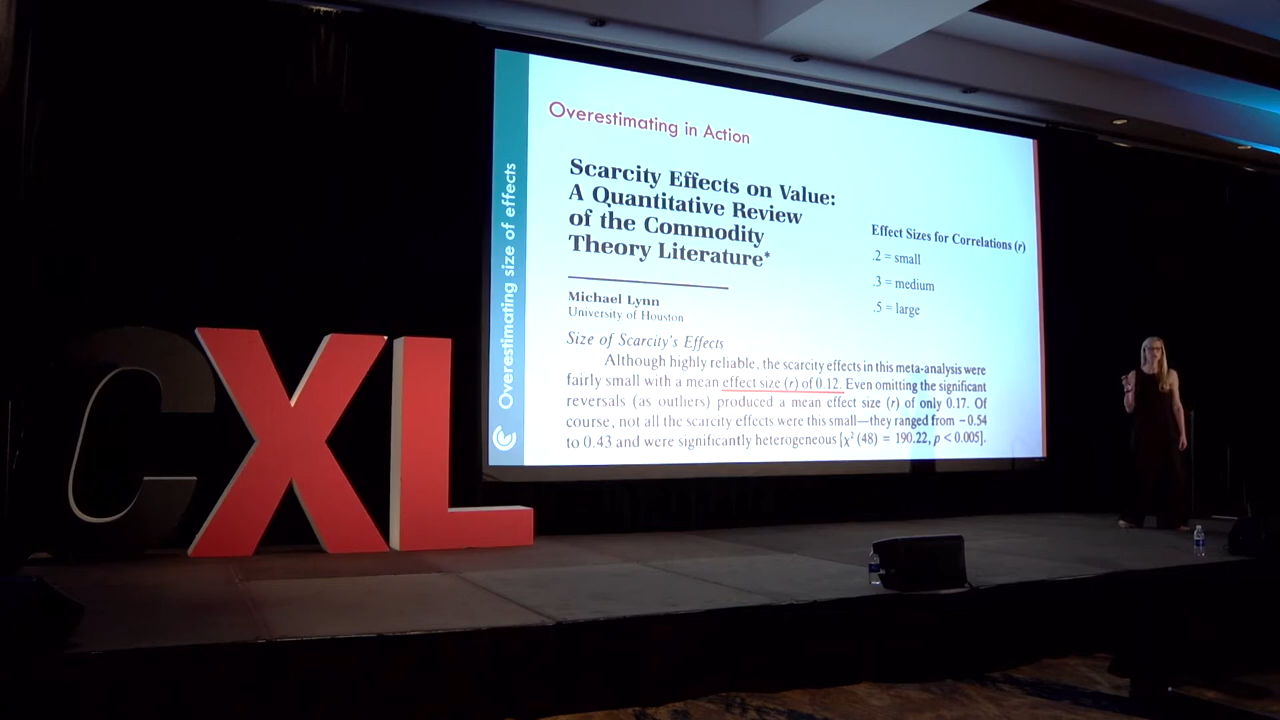 CXL
Overestimating size of effects
Overestimating in Action
Scarcity Effects on Value:
A Quantitative Review
of the Commodity
Theory Literature*
Michael Lynn
University of Houston
Effect Sizes for Correlations (r)
.2 = small
.3 = medium
.5 = large
Size of Scarcity's Effects
Although highly reliable, the scarcity effects in this meta-analysis were
fairly small with a mean effect size (r) of 0.12. Even omitting the significant
reversals (as outliers) produced a mean effect size (r) of only 0.17. Of
course, not all the scarcity effects were this small—they ranged from −0.54
to 0.43 and were significantly heterogeneous [χ² (48) = 190.22, p < 0.005].